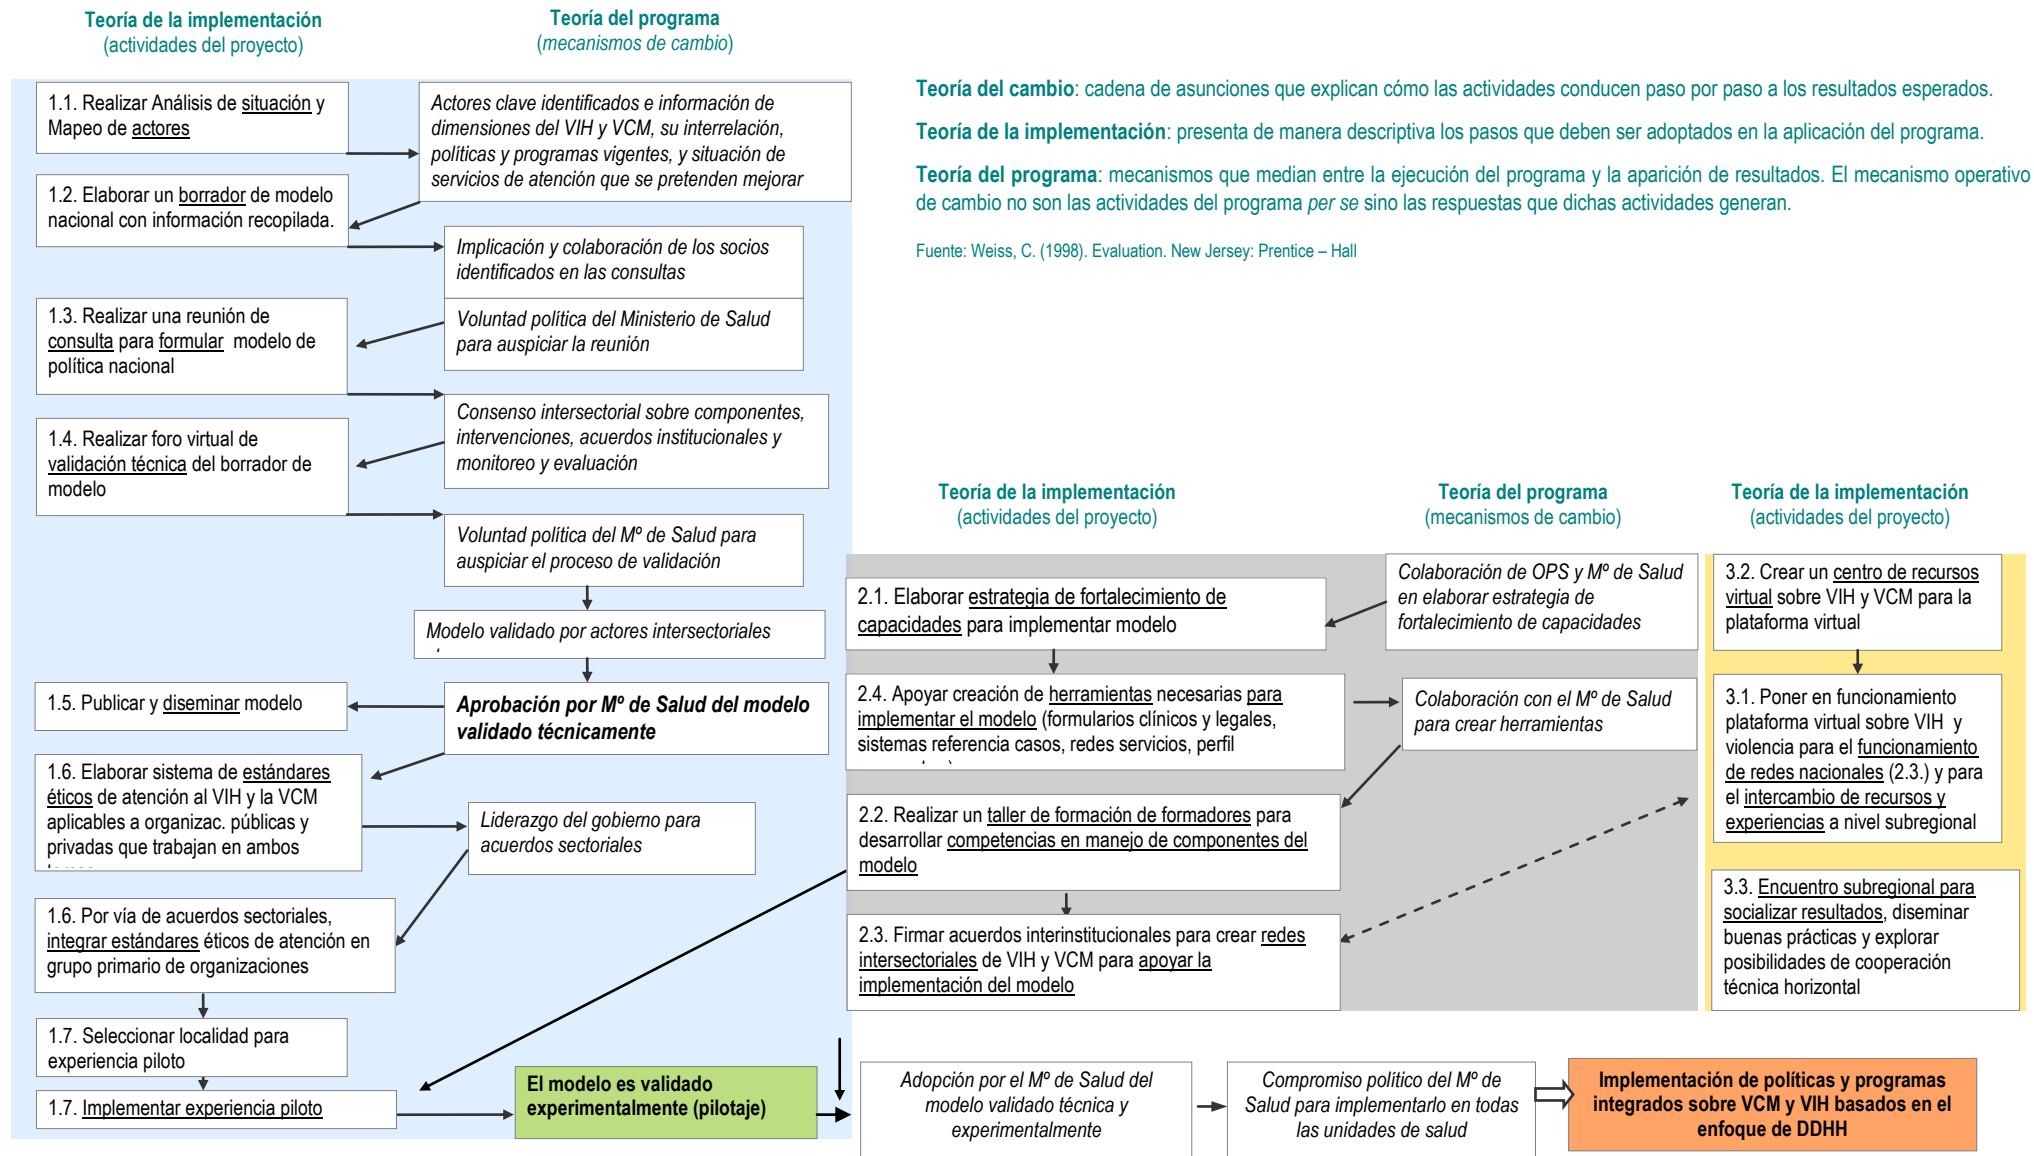 Teoría de la implementación
(actividades del proyecto)
Teoría del programa
(mecanismos de cambio)
1.1. Realizar Análisis de situación y
Mapeo de actores
Actores clave identificados e información de
dimensiones del VIH y VCM, su interrelación,
políticas y programas vigentes, y situación de
servicios de atención que se pretenden mejorar
1.2. Elaborar un borrador de modelo
nacional con información recopilada.
Implicación y colaboración de los socios
identificados en las consultas
1.3. Realizar una reunión de
consulta para formular modelo de
política nacional
Voluntad política del Ministerio de Salud
para auspiciar la reunión
Consenso intersectorial sobre componentes,
intervenciones, acuerdos institucionales y
monitoreo y evaluación
1.4. Realizar foro virtual de
validación técnica del borrador de
modelo
Voluntad política del Mº de Salud para
auspiciar el proceso de validación
Modelo validado por actores intersectoriales
1.5. Publicar y diseminar modelo
Aprobación por Mº de Salud del modelo
validado técnicamente
1.6. Elaborar sistema de estándares
éticos de atención al VIH y la VCM
aplicables a organizac. públicas y
privadas que trabajan en ambos
Liderazgo del gobierno para
acuerdos sectoriales
1.6. Por vía de acuerdos sectoriales,
integrar estándares éticos de atención en
grupo primario de organizaciones
1.7. Seleccionar localidad para
experiencia piloto
1.7. Implementar experiencia piloto
El modelo es validado
experimentalmente (pilotaje)
Teoría del cambio: cadena de asunciones que explican cómo las actividades conducen paso por paso a los resultados esperados.
Teoría de la implementación: presenta de manera descriptiva los pasos que deben ser adoptados en la aplicación del programa.
Teoría del programa: mecanismos que median entre la ejecución del programa y la aparición de resultados. El mecanismo operativo
de cambio no son las actividades del programa per se sino las respuestas que dichas actividades generan.
Fuente: Weiss, C. (1998). Evaluation. New Jersey: Prentice – Hall
Teoría de la implementación
(actividades del proyecto)
Teoría del programa
(mecanismos de cambio)
Teoría de la implementación
(actividades del proyecto)
2.1. Elaborar estrategia de fortalecimiento de
capacidades para implementar modelo
Colaboración de OPS y Mº de Salud
en elaborar estrategia de
fortalecimiento de capacidades
2.4. Apoyar creación de herramientas necesarias para
implementar el modelo (formularios clínicos y legales,
sistemas referencia casos, redes servicios, perfil
Colaboración con el Mº de Salud
para crear herramientas
2.2. Realizar un taller de formación de formadores para
desarrollar competencias en manejo de componentes del
modelo
2.3. Firmar acuerdos interinstitucionales para crear redes
intersectoriales de VIH y VCM para apoyar la
implementación del modelo
3.2. Crear un centro de recursos
virtual sobre VIH y VCM para la
plataforma virtual
3.1. Poner en funcionamiento
plataforma virtual sobre VIH y
violencia para el funcionamiento
de redes nacionales (2.3.) y para
el intercambio de recursos y
experiencias a nivel subregional
3.3. Encuentro subregional para
socializar resultados, diseminar
buenas prácticas y explorar
posibilidades de cooperación
técnica horizontal
Adopción por el Mº de Salud del
modelo validado técnica y
experimentalmente
Compromiso político del Mº de
Salud para implementarlo en todas
las unidades de salud
Implementación de políticas y programas
integrados sobre VCM y VIH basados en el
enfoque de DDHH